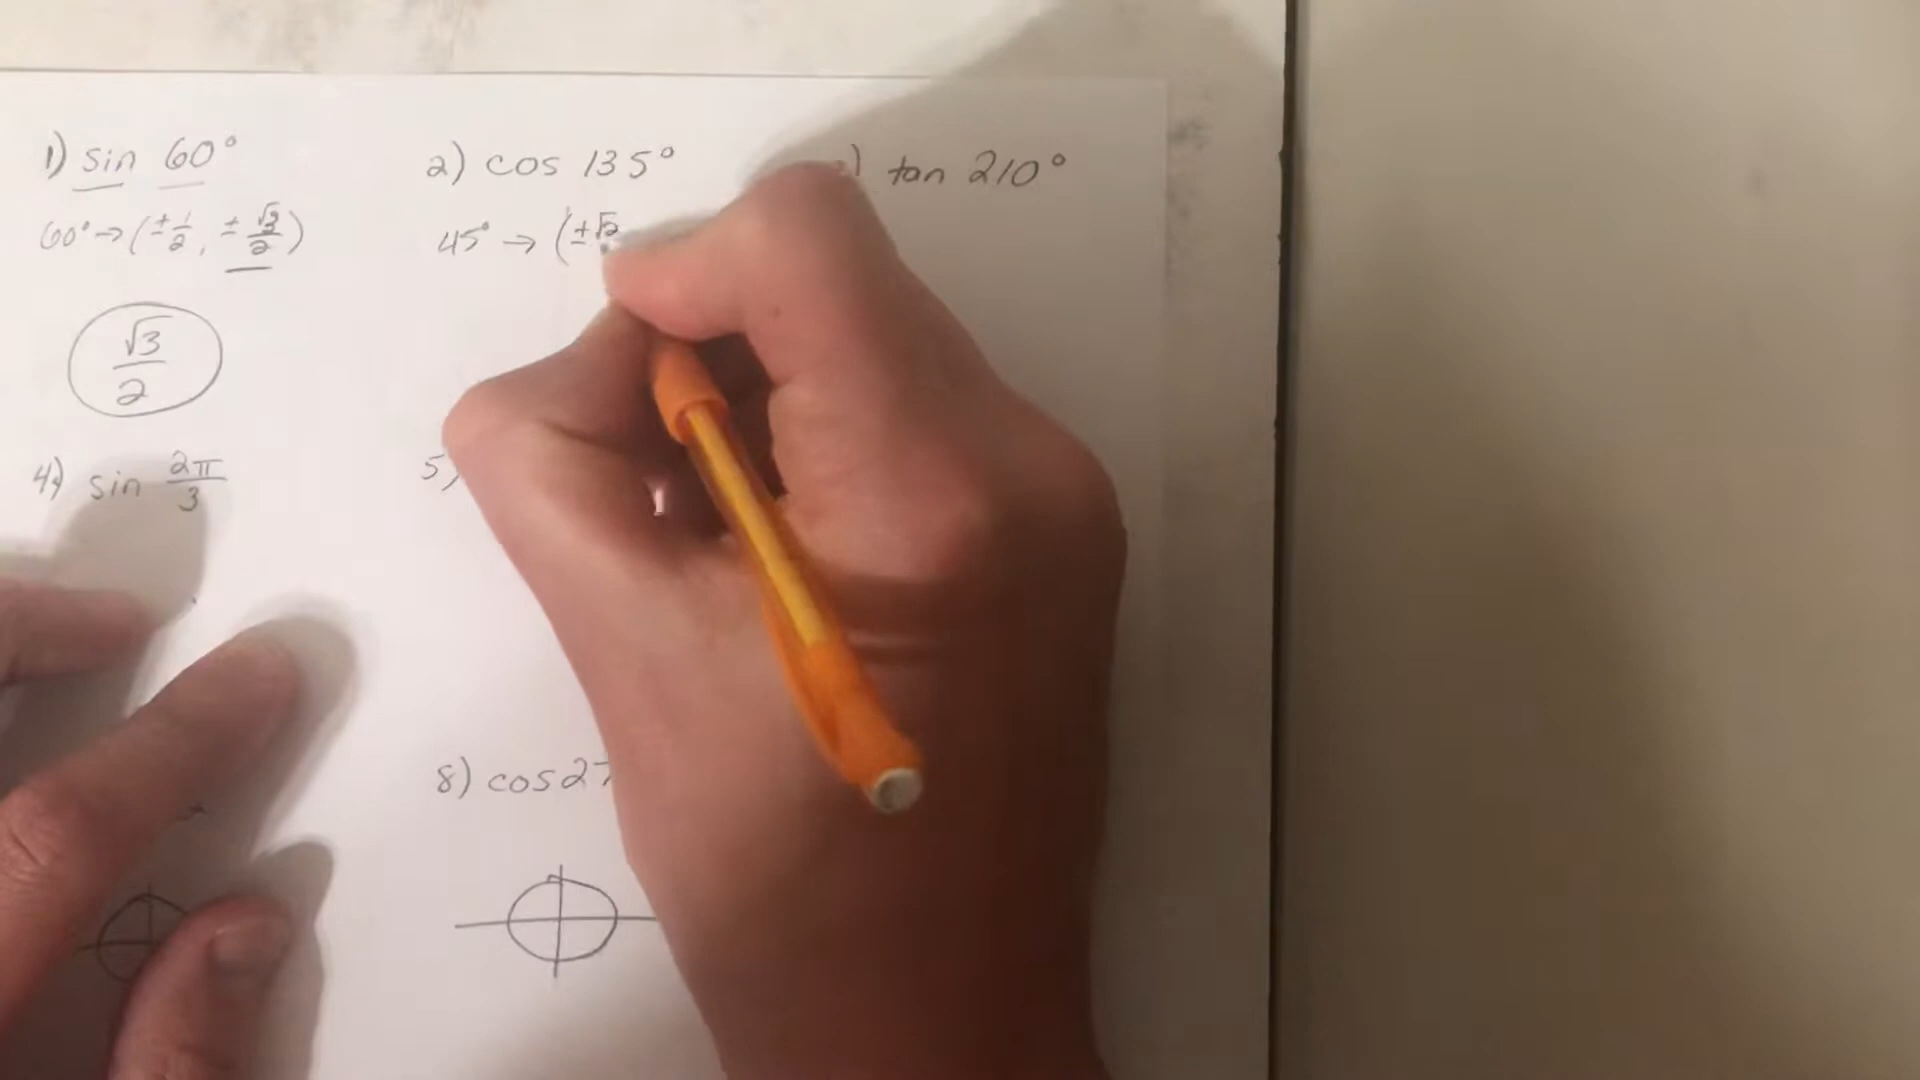 1) sin 60°
60° → (± 1/2, ± √3/2)
√3/2
2) cos 135°
45° → (± √2
) tan 210°
4) sin 2π/3
5)
8) cos 27